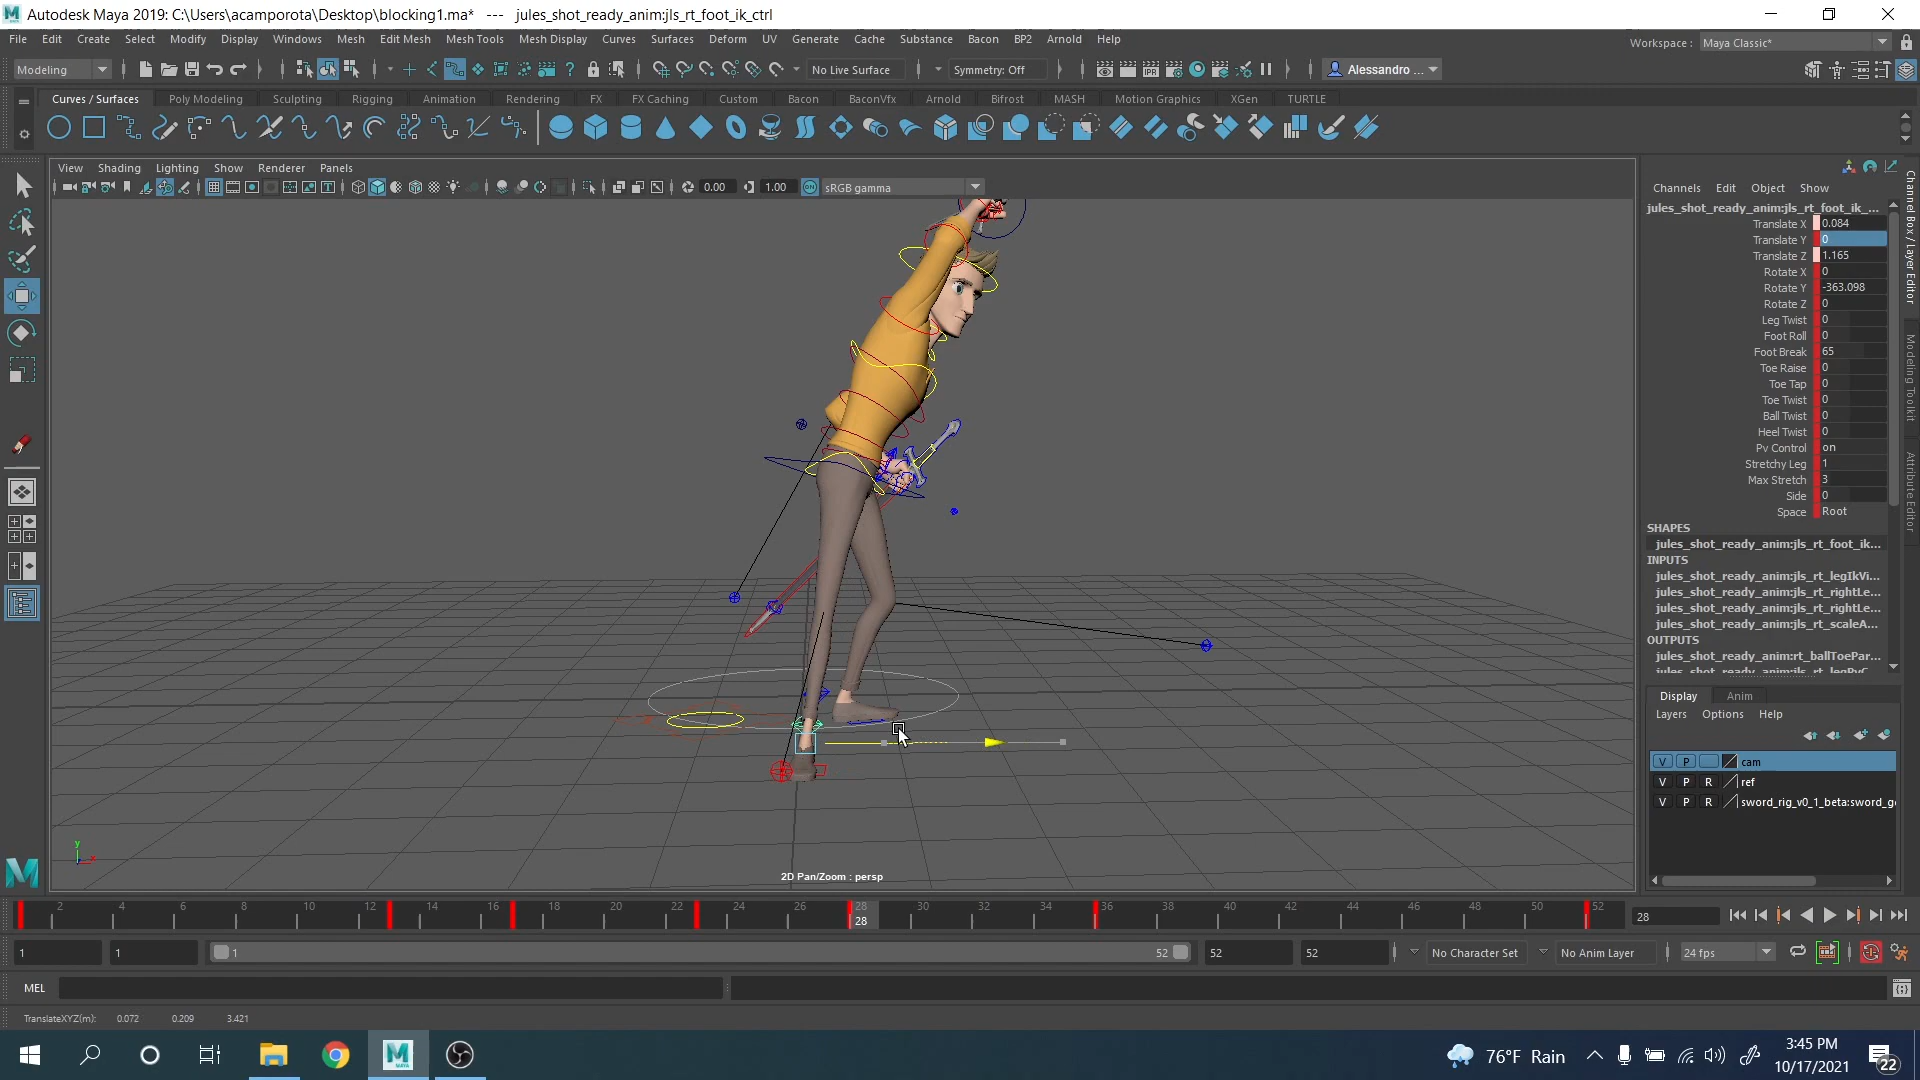 Autodesk Maya 2019: C:\Users\acamporota\Desktop\blocking1.ma* --- jules_shot_ready_anim:jls_rt_foot_ik_ctrl
File Edit Create Select Modify Display Windows Mesh Edit Mesh Mesh Tools Mesh Display Curves Surfaces Deform UV Generate Cache Substance Bacon BP2 Arnold Help
Workspace : Maya Classic*
Modeling No Live Surface Symmetry: Off Alessandro ...
Curves / Surfaces Poly Modeling Sculpting Rigging Animation Rendering FX FX Caching Custom Bacon BaconVfx Arnold Bifrost MASH Motion Graphics XGen TURTLE
View Shading Lighting Show Renderer Panels
0.00 1.00 sRGB gamma
Channels Edit Object Show
jules_shot_ready_anim:jls_rt_foot_ik_...
Translate X 0.084
Translate Y 0
Translate Z 1.165
Rotate X 0
Rotate Y -363.098
Rotate Z 0
Leg Twist 0
Foot Roll 0
Foot Break 65
Toe Raise 0
Toe Tap 0
Toe Twist 0
Ball Twist 0
Heel Twist 0
Pv Control on
Stretchy Leg 1
Max Stretch 3
Side 0
Space Root
SHAPES
jules_shot_ready_anim:jls_rt_foot_ik...
INPUTS
jules_shot_ready_anim:jls_rt_legIkVi...
jules_shot_ready_anim:jls_rt_rightLe...
jules_shot_ready_anim:jls_rt_rightLe...
jules_shot_ready_anim:jls_rt_scaleA...
OUTPUTS
jules_shot_ready_anim:rt_ballToePar...
jules_shot_ready_anim:jls_rt_legPvC...
Channel Box / Layer Editor
Modeling Toolkit
Attribute Editor
Display Anim
Layers Options Help
V P cam
V P R ref
V P R sword_rig_v0_1_beta:sword_g
y
x
2D Pan/Zoom : persp
2 4 6 8 10 12 14 16 18 20 22 24 26 28 30 32 34 36 38 40 42 44 46 48 50 52
28 28
1 1 1 52 52 52 No Character Set No Anim Layer 24 fps
MEL
TranslateXYZ(m): 0.072 0.209 3.421
76°F Rain
3:45 PM
10/17/2021
22